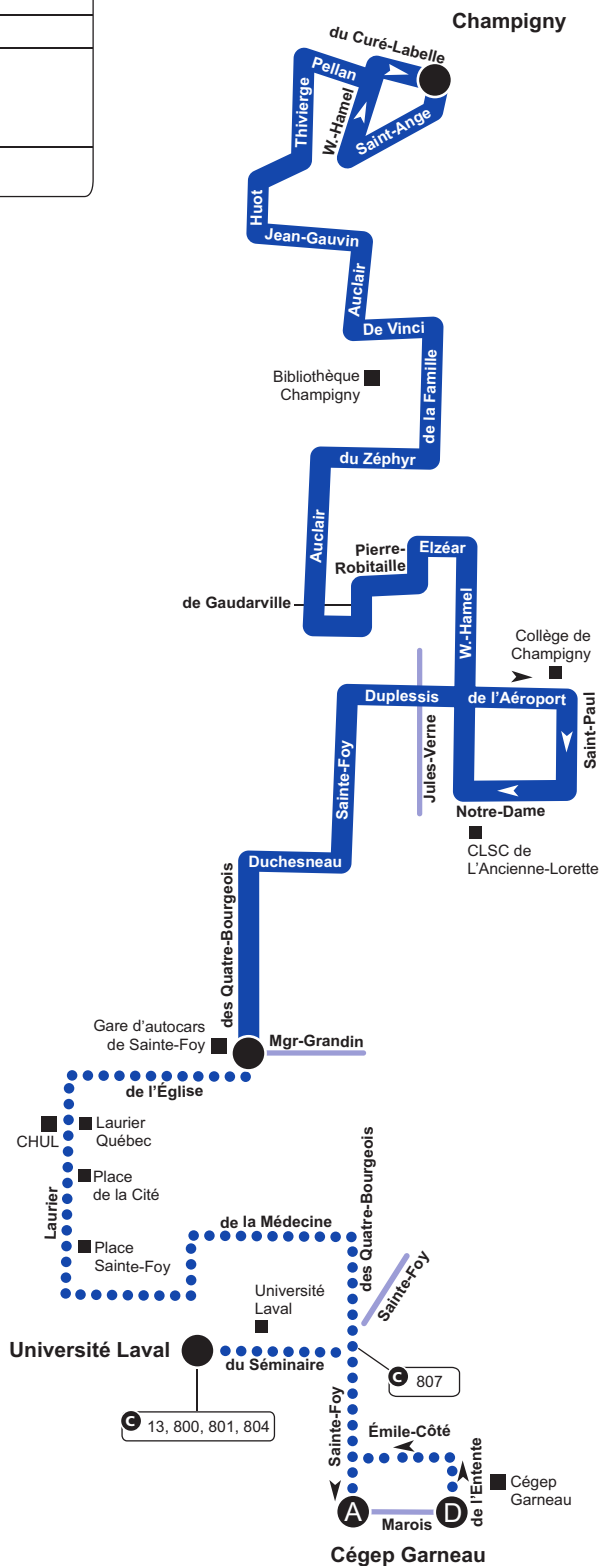 Champigny
du Curé-Labelle
Pellan
Thivierge
W.-Hamel
Saint-Ange
Huot
Jean-Gauvin
Auclair
De Vinci
Bibliothèque
Champigny
de la Famille
du Zéphyr
Auclair
Pierre-
Robitaille
Elzéar
de Gaudarville
W.-Hamel
Collège de
Champigny
Duplessis
de l'Aéroport
Saint-Paul
Jules-Verne
Sainte-Foy
Notre-Dame
CLSC de
L'Ancienne-Lorette
Duchesneau
des Quatre-Bourgeois
Gare d'autocars
de Sainte-Foy
Mgr-Grandin
de l'Église
CHUL
Laurier
Québec
Place
de la Cité
Laurier
Place
Sainte-Foy
de la Médecine
des Quatre-Bourgeois
Sainte-Foy
Université
Laval
Université Laval
du Séminaire
C 807
C 13, 800, 801, 804
Sainte-Foy
Émile-Côté
de l'Entente
Cégep
Garneau
A
Marois
D
Cégep Garneau